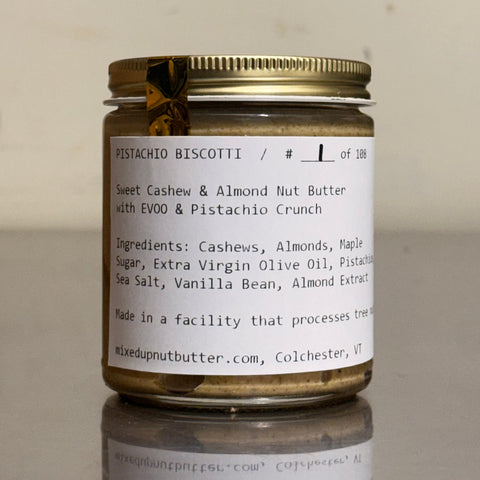 PISTACHIO BISCOTTI / # 1 of 108
Sweet Cashew & Almond Nut Butter
with EVOO & Pistachio Crunch
Ingredients: Cashews, Almonds, Maple
Sugar, Extra Virgin Olive Oil, Pistachios,
Sea Salt, Vanilla Bean, Almond Extract
Made in a facility that processes tree
mixedupnutbutter.com, Colchester, VT